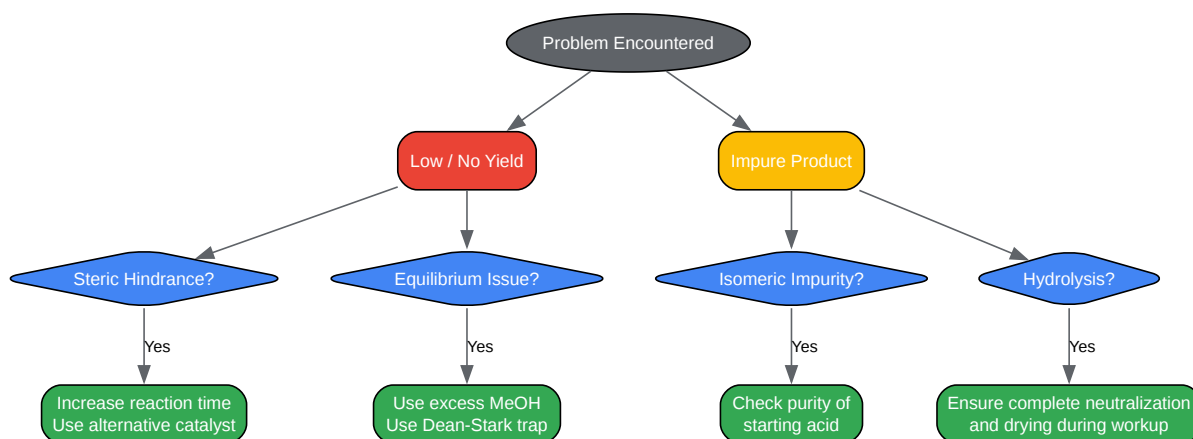 Problem Encountered
Low / No Yield
Impure Product
Steric Hindrance?
Equilibrium Issue?
Isomeric Impurity?
Hydrolysis?
Yes
Yes
Yes
Yes
Increase reaction time
Use alternative catalyst
Use excess MeOH
Use Dean-Stark trap
Check purity of
starting acid
Ensure complete neutralization
and drying during workup